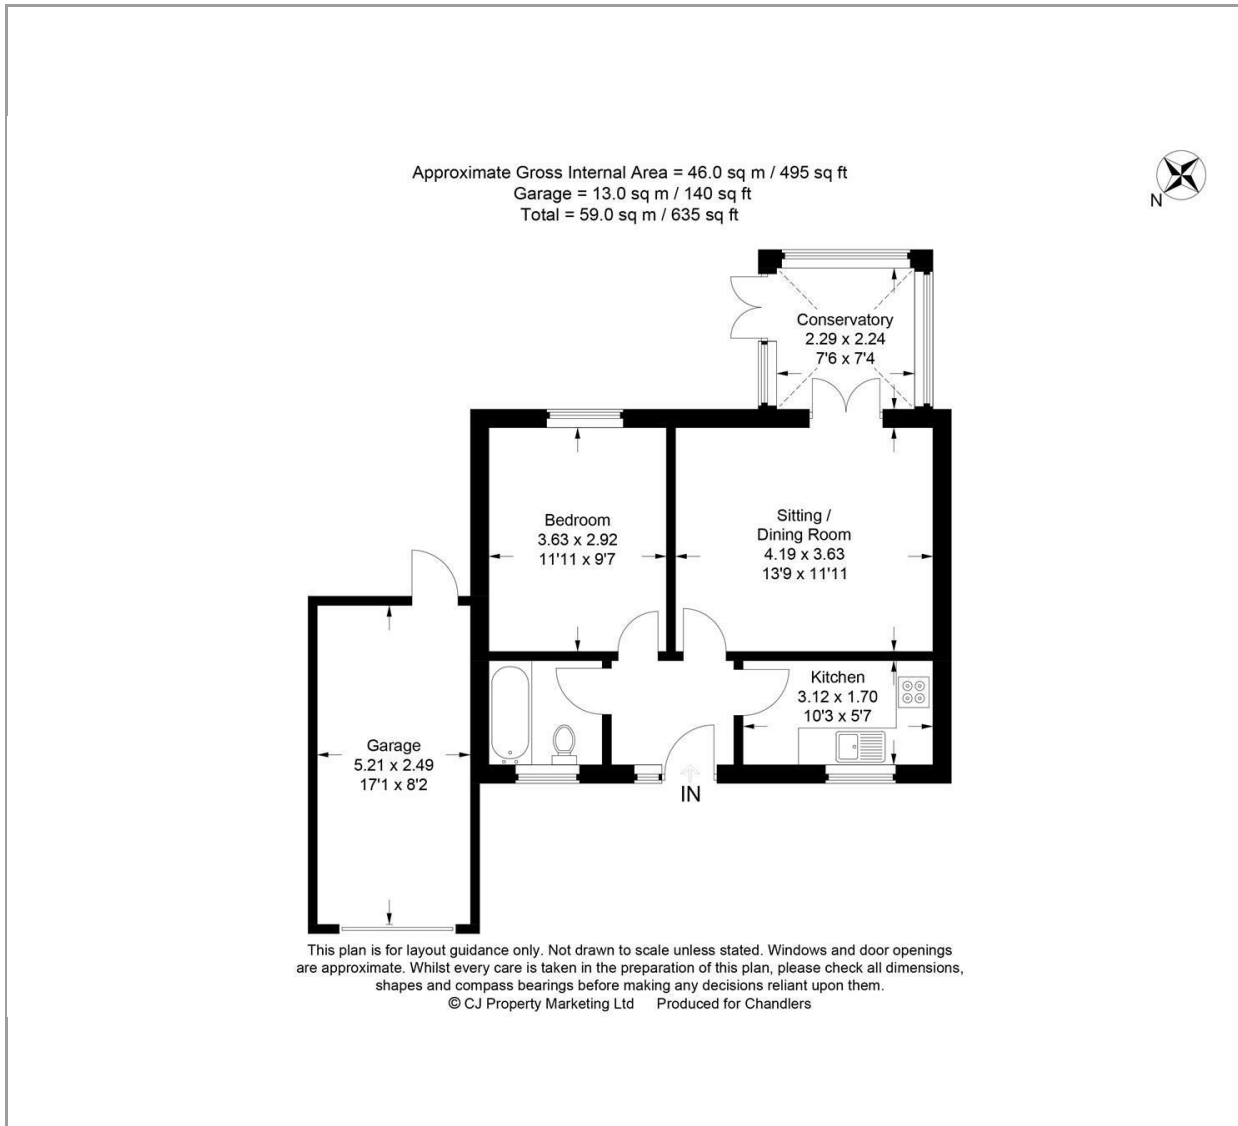 Approximate Gross Internal Area = 46.0 sq m / 495 sq ft
Garage = 13.0 sq m / 140 sq ft
Total = 59.0 sq m / 635 sq ft
N
Conservatory
2.29 x 2.24
7'6 x 7'4
Bedroom
3.63 x 2.92
11'11 x 9'7
Sitting /
Dining Room
4.19 x 3.63
13'9 x 11'11
Kitchen
3.12 x 1.70
10'3 x 5'7
Garage
5.21 x 2.49
17'1 x 8'2
IN
This plan is for layout guidance only. Not drawn to scale unless stated. Windows and door openings
are approximate. Whilst every care is taken in the preparation of this plan, please check all dimensions,
shapes and compass bearings before making any decisions reliant upon them.
© CJ Property Marketing Ltd Produced for Chandlers